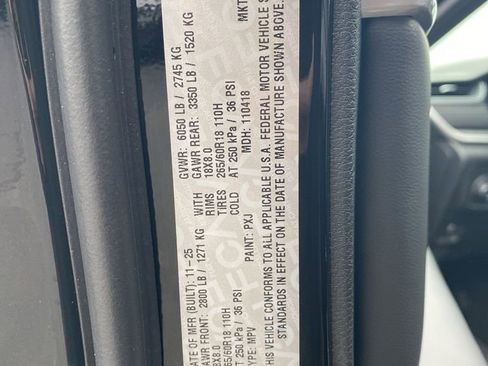 ATE OF MFR (BUILT): 11-25 GVWR: 6050 LB / 2745 KG
AWR FRONT: 2800 LB / 1271 KG WITH GAWR REAR: 3350 LB / 1520 KG
8X8.0 RIMS 18X8.0
65/60R18 110H TIRES 265/60R18 110H
AT 250 kPa / 36 PSI COLD AT 250 kPa / 36 PSI
TYPE: MPV PAINT: PXJ MDH: 110418 MKT
THIS VEHICLE CONFORMS TO ALL APPLICABLE U.S.A. FEDERAL MOTOR VEHICLE S
STANDARDS IN EFFECT ON THE DATE OF MANUFACTURE SHOWN ABOVE.